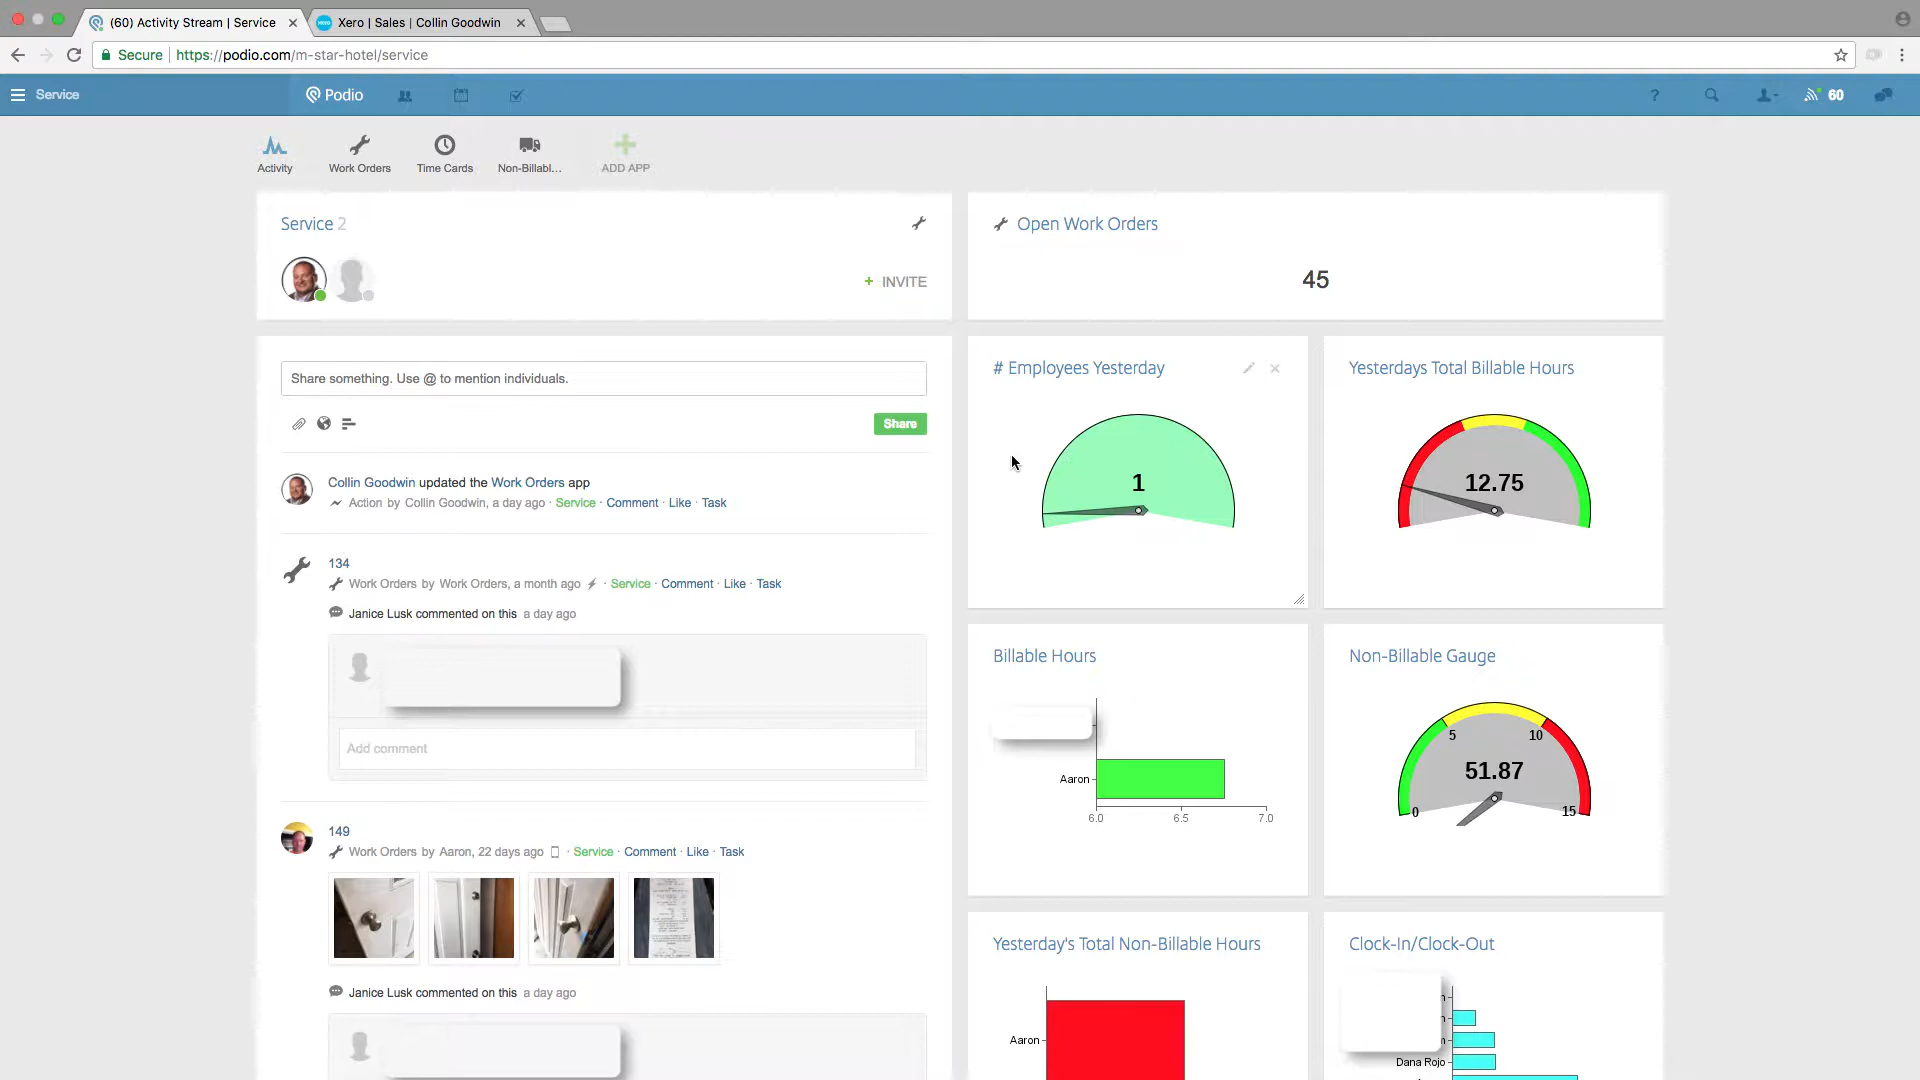 (60) Activity Stream | Service
xero
Xero | Sales | Collin Goodwin
Secure
https://podio.com/m-star-hotel/service
Service
Podio
?
60
Activity
Work Orders
Time Cards
Non-Billabl...
ADD APP
Service 2
+ INVITE
Open Work Orders
45
Share something. Use @ to mention individuals.
Share
Collin Goodwin updated the Work Orders app
Action by Collin Goodwin, a day ago · Service · Comment · Like · Task
134
Work Orders by Work Orders, a month ago · Service · Comment · Like · Task
Janice Lusk commented on this a day ago
Add comment
149
Work Orders by Aaron, 22 days ago · Service · Comment · Like · Task
Janice Lusk commented on this a day ago
# Employees Yesterday
1
Yesterdays Total Billable Hours
12.75
Billable Hours
Aaron
6.0 6.5 7.0
Non-Billable Gauge
5 10
51.87
0 15
Yesterday's Total Non-Billable Hours
Aaron
Clock-In/Clock-Out
Dana Rojo